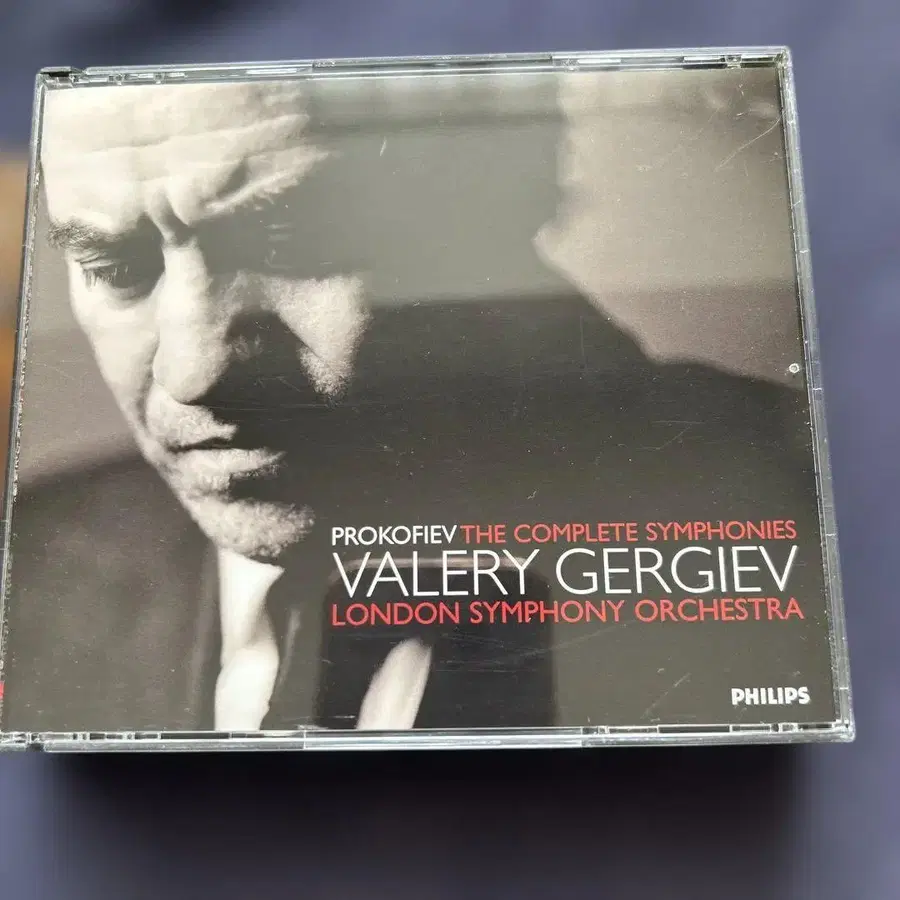 PROKOFIEV THE COMPLETE SYMPHONIES
VALERY GERGIEV
LONDON SYMPHONY ORCHESTRA
PHILIPS